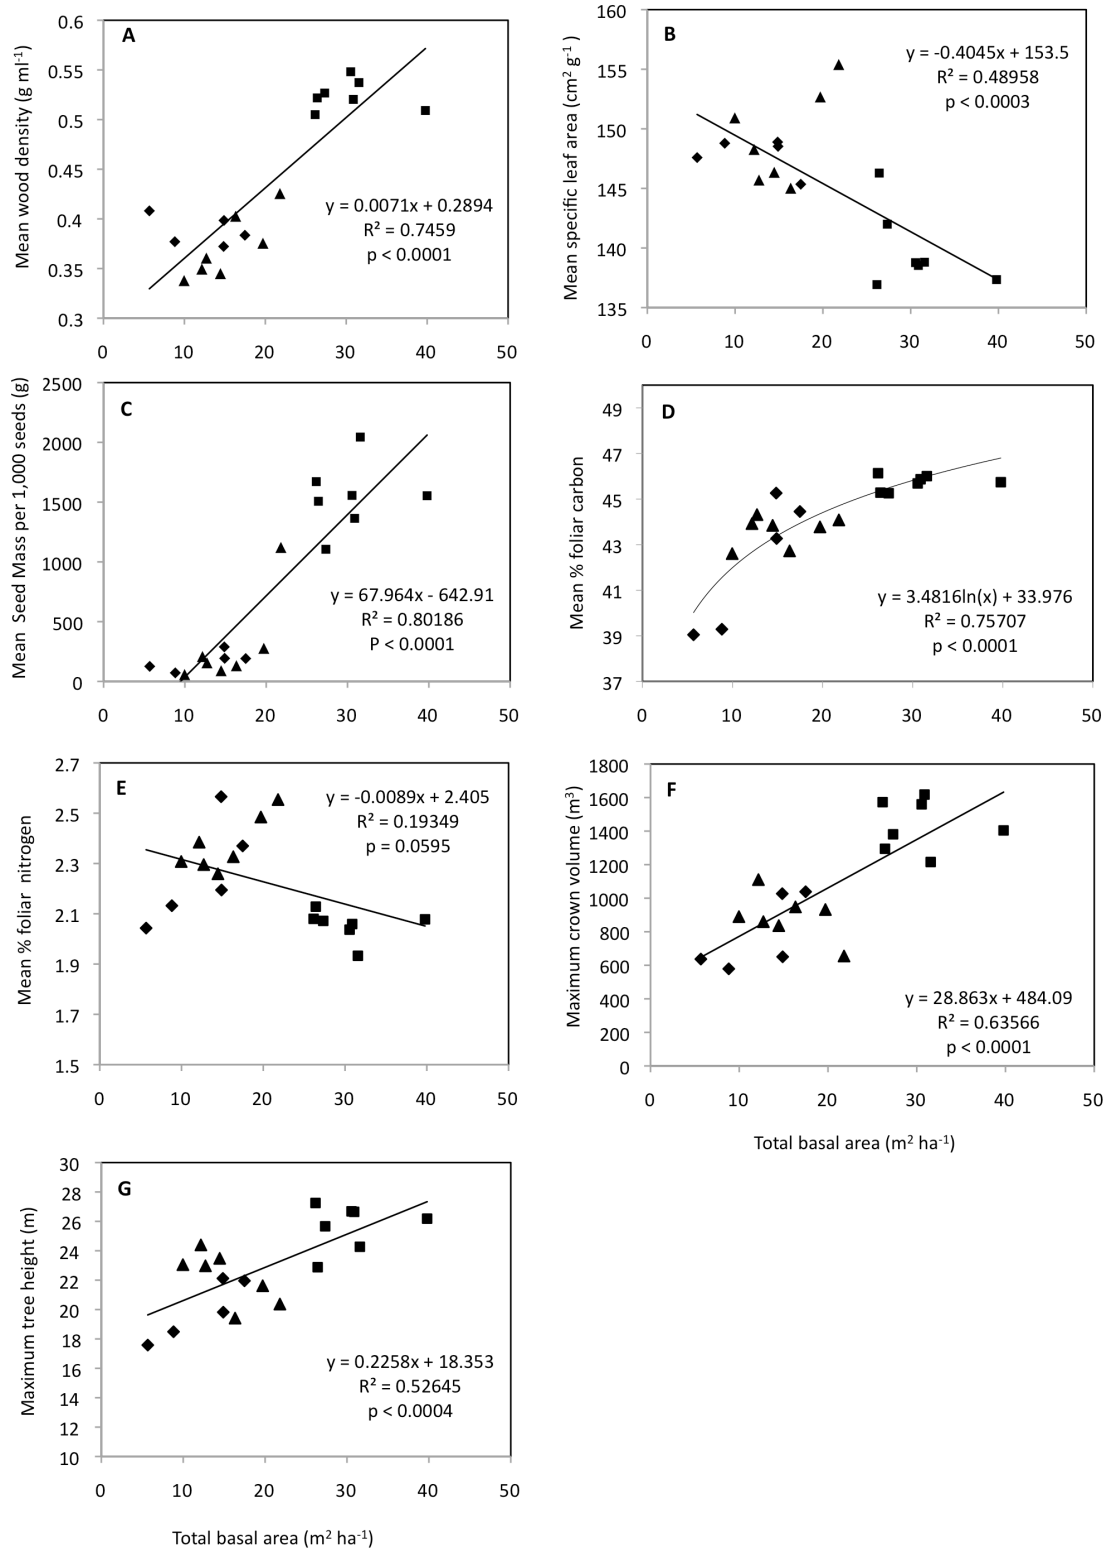 A
Mean wood density (g ml-1)
0.6
0.55
0.5
0.45
0.4
0.35
0.3
y = 0.0071x + 0.2894
R² = 0.7459
p < 0.0001
0 10 20 30 40 50
B
Mean specific leaf area (cm2 g-1 )
160
155
150
145
140
135
y = -0.4045x + 153.5
R² = 0.48958
p < 0.0003
0 10 20 30 40 50
C
Mean Seed Mass per 1,000 seeds (g)
2500
2000
1500
1000
500
0
y = 67.964x - 642.91
R² = 0.80186
P < 0.0001
0 10 20 30 40 50
D
Mean % foliar carbon
49
47
45
43
41
39
37
y = 3.4816ln(x) + 33.976
R² = 0.75707
p < 0.0001
0 10 20 30 40 50
E
Mean % foliar nitrogen
2.7
2.5
2.3
2.1
1.9
1.7
1.5
y = -0.0089x + 2.405
R² = 0.19349
p = 0.0595
0 10 20 30 40 50
F
Maximum crown volume (m3)
1800
1600
1400
1200
1000
800
600
400
200
0
y = 28.863x + 484.09
R² = 0.63566
p < 0.0001
0 10 20 30 40 50
Total basal area (m2 ha-1)
G
Maximum tree height (m)
30
28
26
24
22
20
18
16
14
12
10
y = 0.2258x + 18.353
R² = 0.52645
p < 0.0004
0 10 20 30 40 50
Total basal area (m2 ha-1)